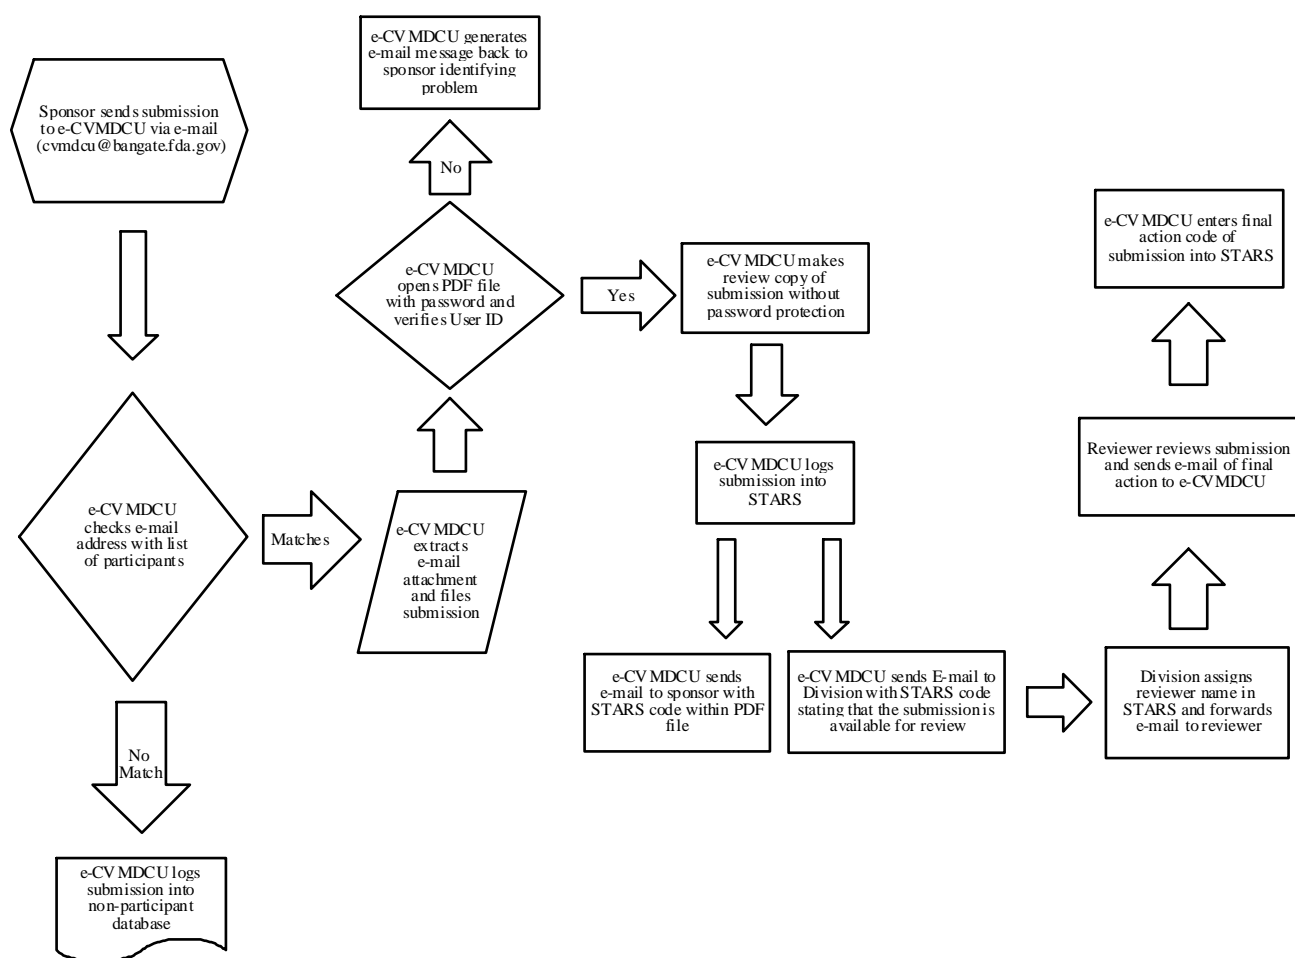 Sponsor sends submission
to e-CVMDCU via e-mail
(cvmdcu@bangate.fda.gov)
e-CVMDCU
checks e-mail
address with list
of participants
No
Match
e-CVMDCU logs
submission into
non-participant
database
Matches
e-CVMDCU
extracts
e-mail
attachment
and files
submission
e-CVMDCU
opens PDF file
with password and
verifies User ID
No
e-CVMDCU generates
e-mail message back to
sponsor identifying
problem
Yes
e-CVMDCU makes
review copy of
submission without
password protection
e-CVMDCU logs
submission into
STARS
e-CVMDCU sends
e-mail to sponsor with
STARS code within PDF
file
e-CVMDCU sends E-mail to
Division with STARS code
stating that the submission is
available for review
Division assigns
reviewer name in
STARS and forwards
e-mail to reviewer
Reviewer reviews submission
and sends e-mail of final
action to e-CVMDCU
e-CVMDCU enters final
action code of
submission into STARS